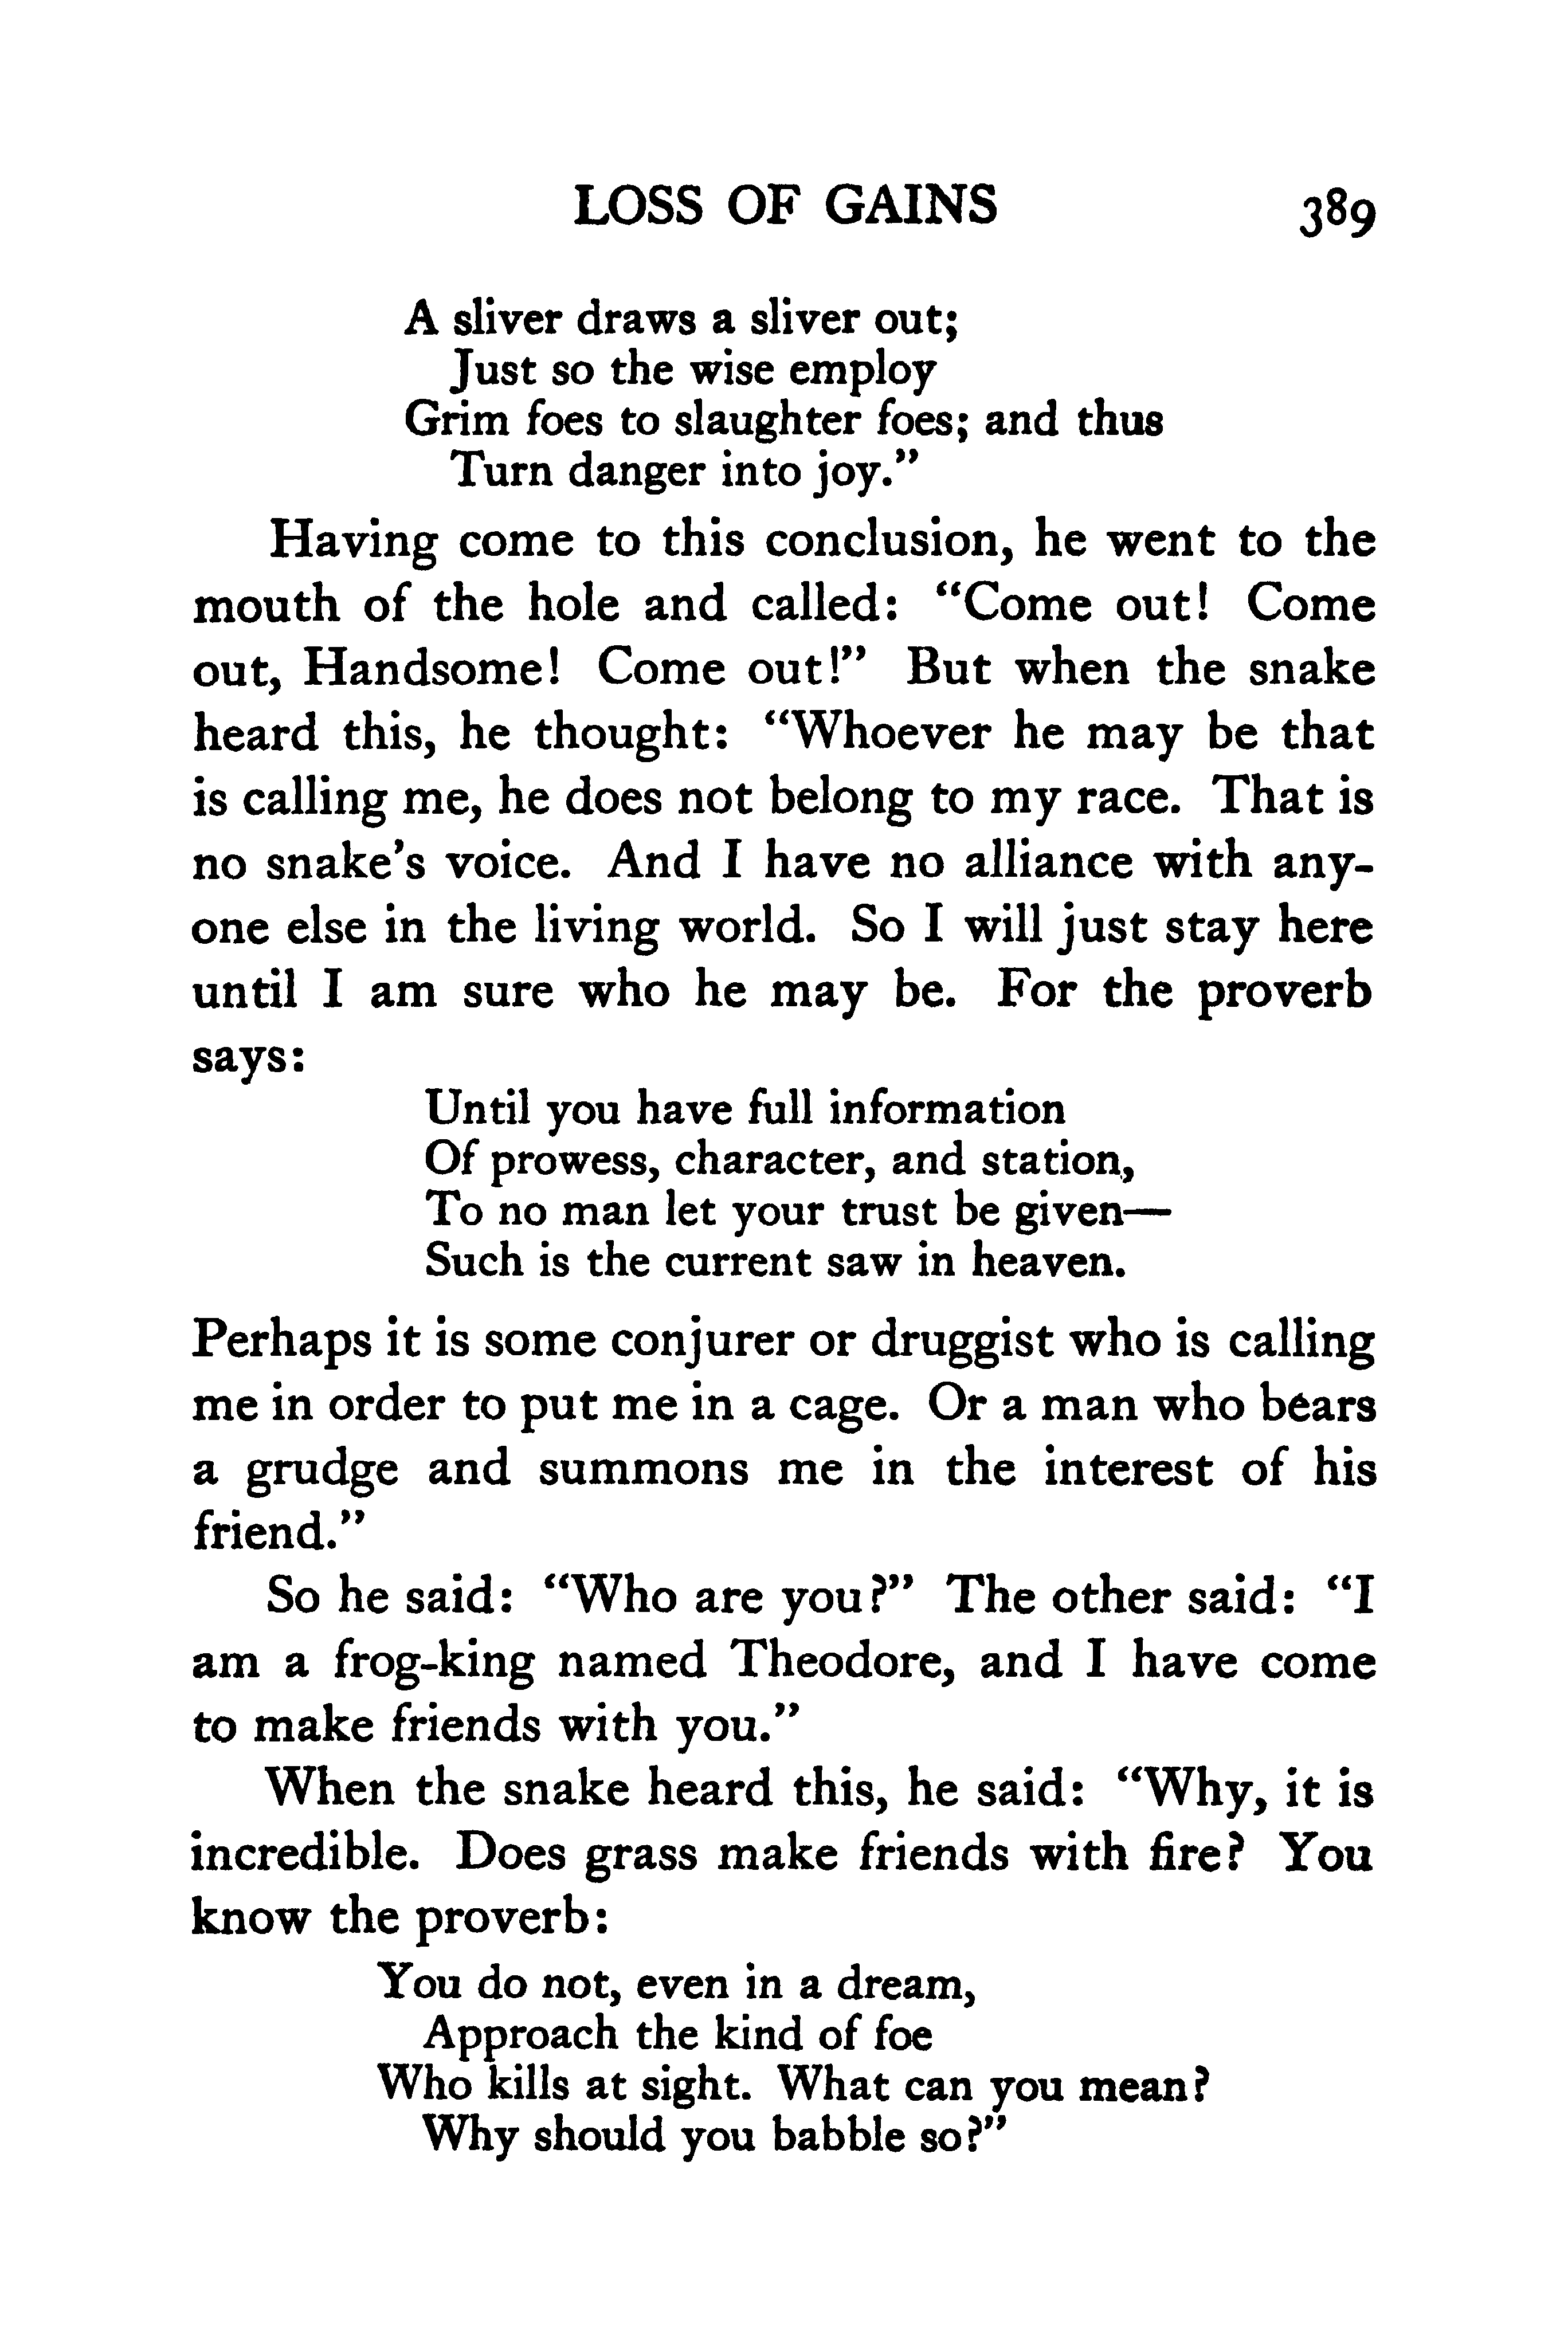 LOSS OF GAINS 389
A sliver draws a sliver out;
Just so the wise employ
Grim foes to slaughter foes; and thus
Turn danger into joy.”
Having come to this conclusion, he went to the
mouth of the hole and called: “Come out! Come
out, Handsome! Come out!” But when the snake
heard this, he thought: “Whoever he may be that
is calling me, he does not belong to my race. That is
no snake’s voice. And I have no alliance with any-
one else in the living world. So I will just stay here
until I am sure who he may be. For the proverb
says:
Until you have full information
Of prowess, character, and station,
To no man let your trust be given—
Such is the current saw in heaven.
Perhaps it is some conjurer or druggist who is calling
me in order to put me in a cage. Or a man who bears
a grudge and summons me in the interest of his
friend.”
So he said: “Who are you?” The other said: “I
am a frog-king named Theodore, and I have come
to make friends with you.”
When the snake heard this, he said: “Why, it is
incredible. Does grass make friends with fire? You
know the proverb:
You do not, even in a dream,
Approach the kind of foe
Who kills at sight. What can you mean?
Why should you babble so?”